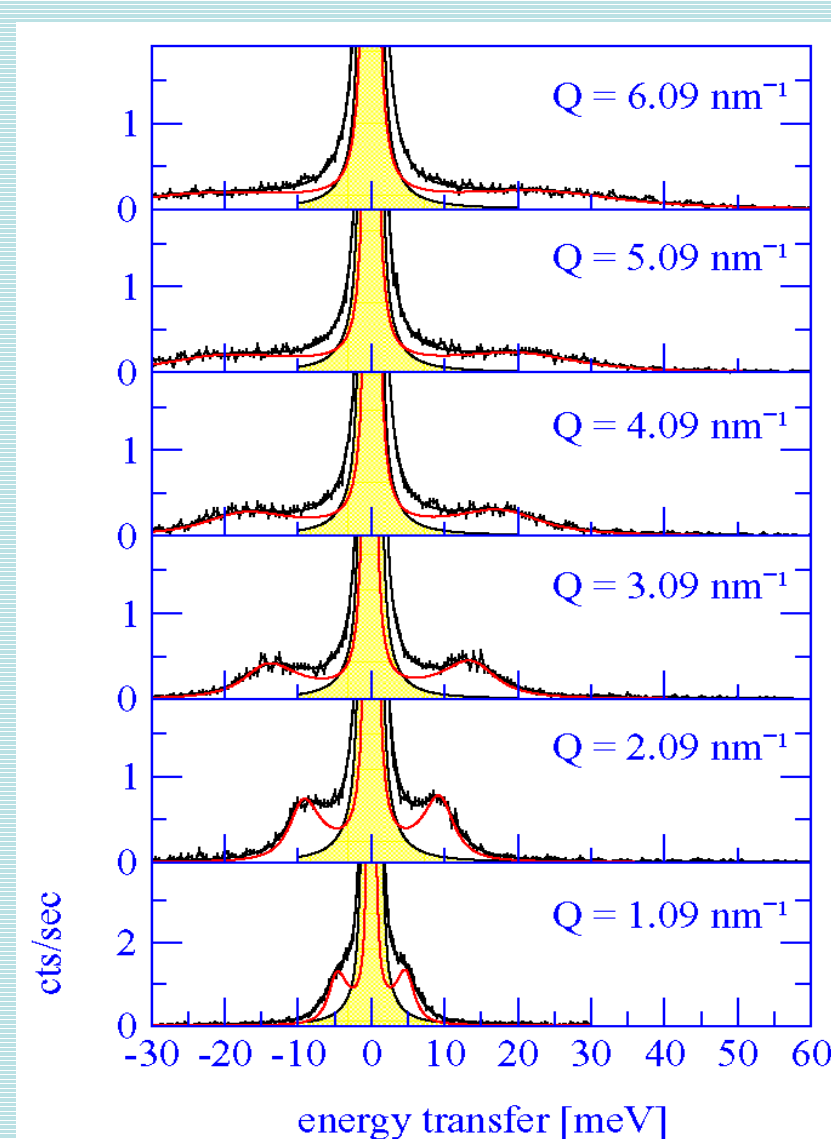 Q = 6.09 nm⁻¹
1
0
Q = 5.09 nm⁻¹
1
0
Q = 4.09 nm⁻¹
1
0
Q = 3.09 nm⁻¹
1
0
Q = 2.09 nm⁻¹
1
0
Q = 1.09 nm⁻¹
2
0
cts/sec
-30 -20 -10 0 10 20 30 40 50 60
energy transfer [meV]